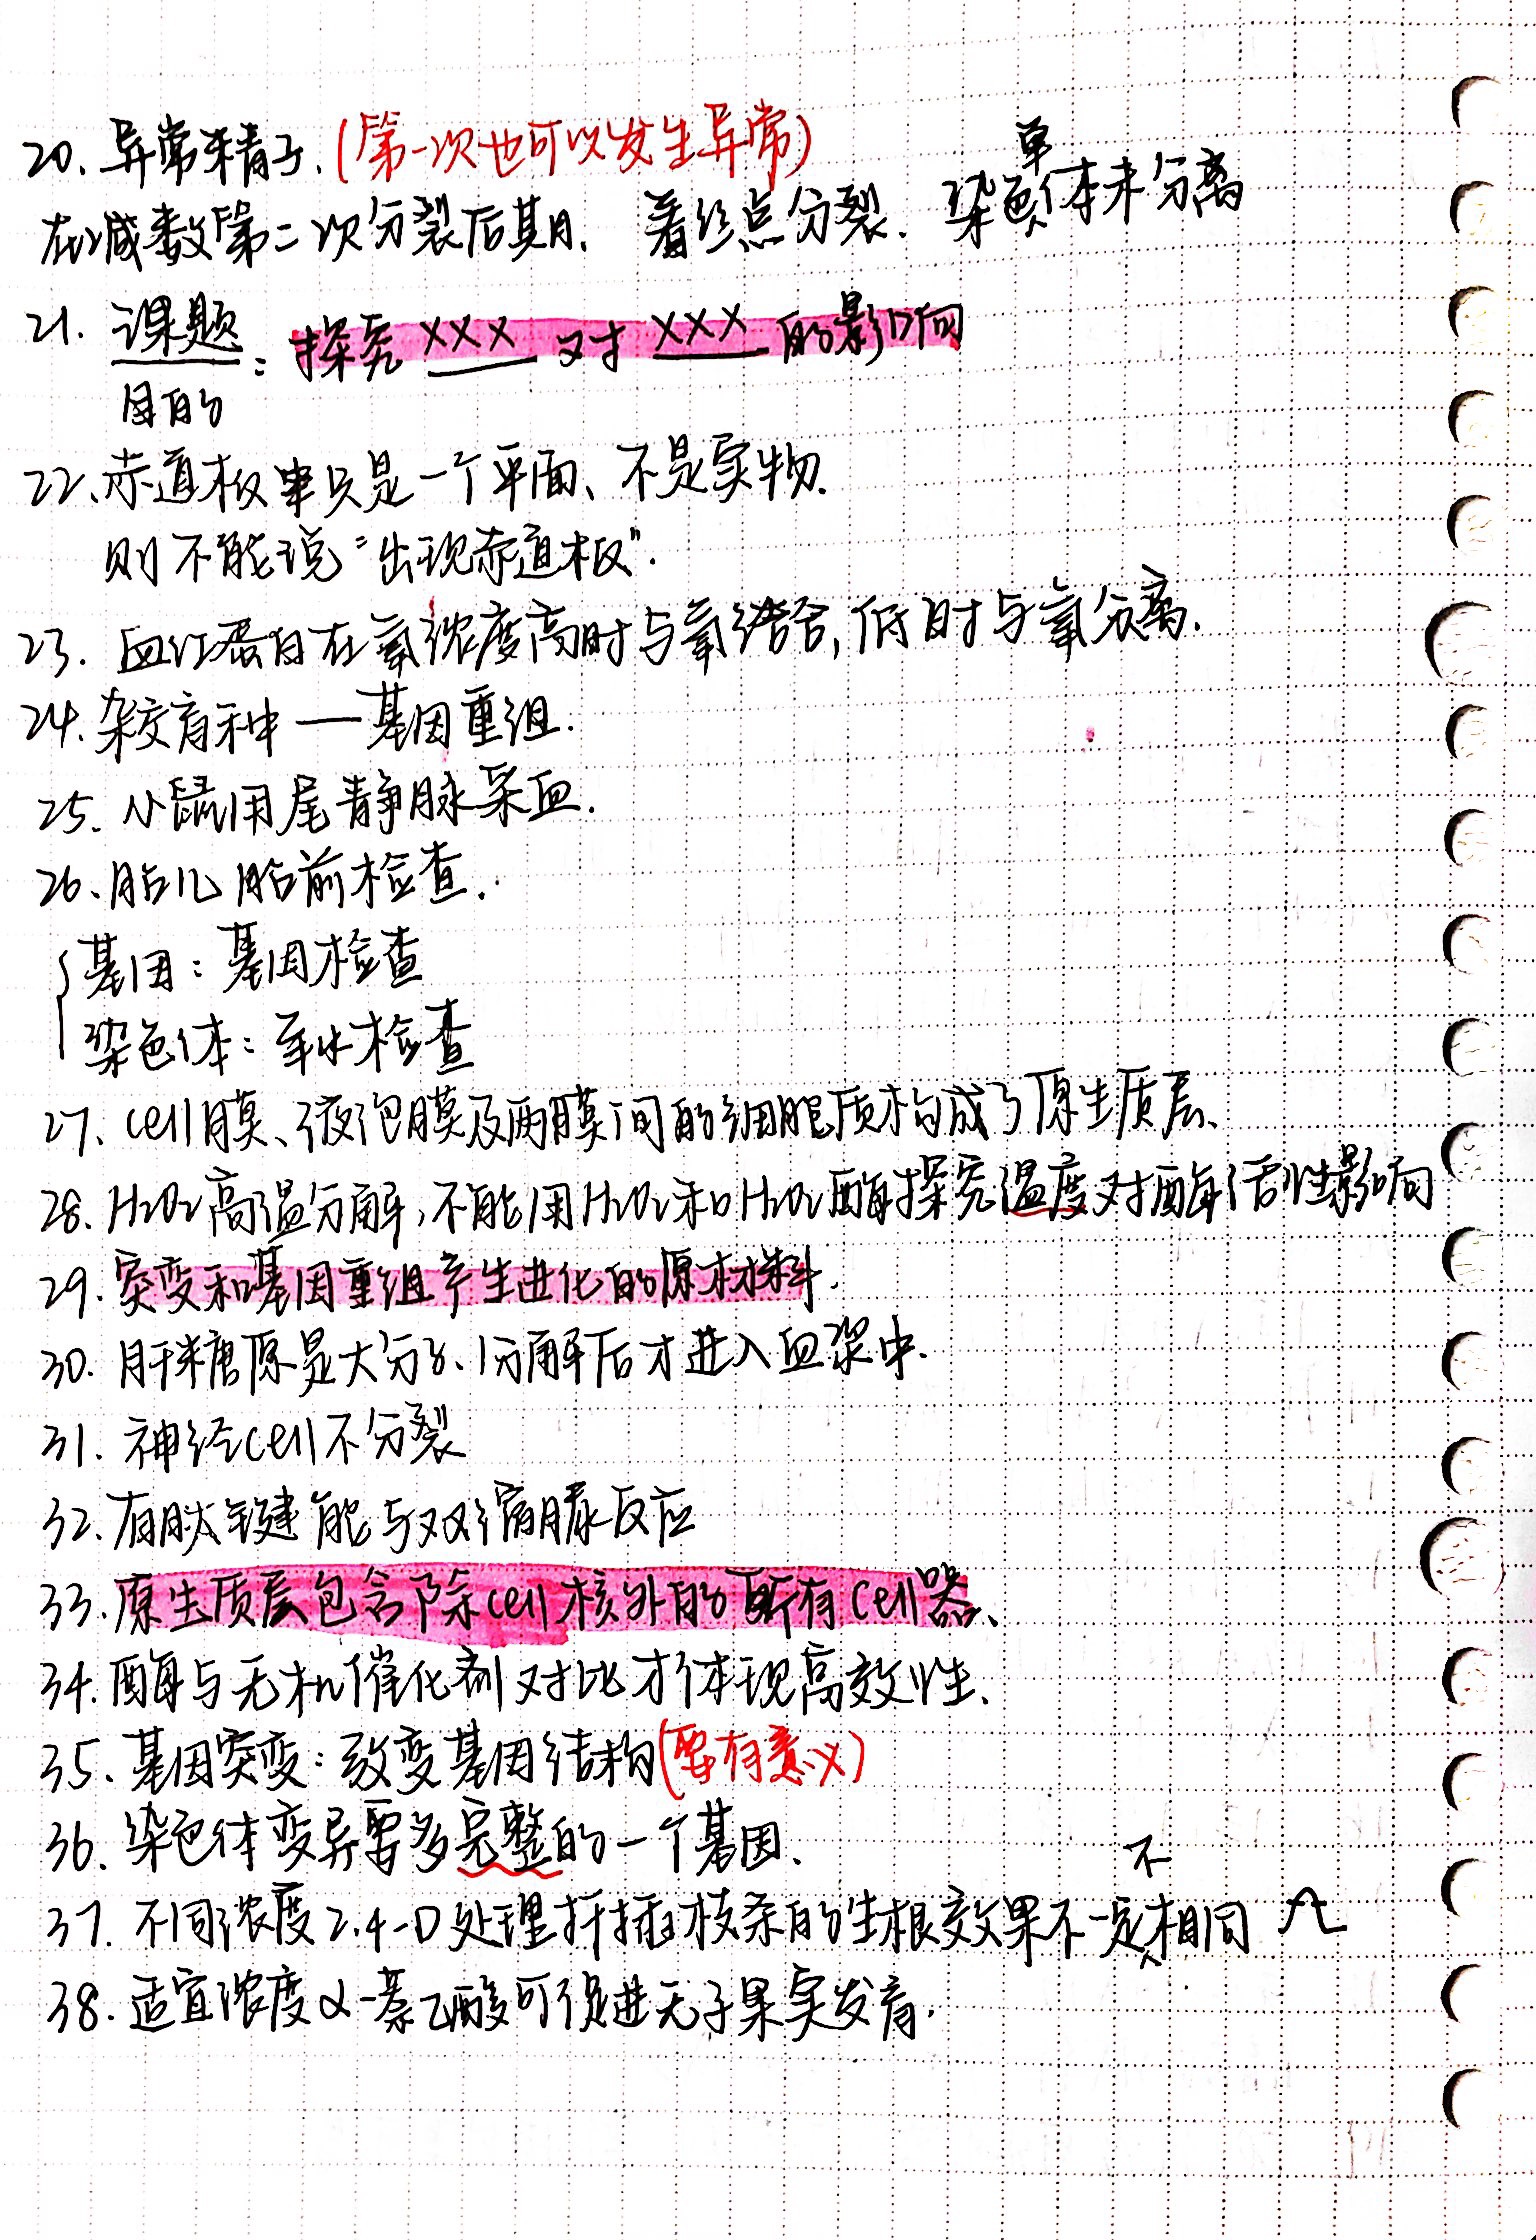 20. 异常精子.(第一次也可以发生异常)
在减数第二次分裂后期、着丝点分裂、染色单体未分离
21. 课题
目的 : 探究 XXX 对 XXX 的影响
22、赤道板只是一个平面、不是实物.
则不能说“出现赤道板”.
23. 血红蛋白在氧浓度高时与氧结合,低时与氧分离.
24. 杂交育种 — 基因重组.
25. 小鼠用尾静脉采血.
26、胎儿胎前检查.
基因: 基因检查
染色体: 羊水检查
27、cell膜、液泡膜及两膜间的细胞质构成了原生质层、
28. H₂O₂高温分解,不能用H₂O₂和H₂O₂酶探究温度对酶活性影响
29. 突变和基因重组产生进化的原材料.
30. 肝糖原是大分子、分解后才进入血浆中.
31. 神经cell不分裂
32. 有肽键能与双缩脲反应
33. 原生质层包含除cell核外的所有cell器、
34. 酶与无机催化剂对比才体现高效性、
35、基因突变: 改变基因结构(要有意义)
36、染色体变异要多完整的一个基因、
37. 不同浓度2.4-D处理扦插枝条的生根效果不一定不相同
38. 适宜浓度α-萘乙酸可促进无子果实发育.